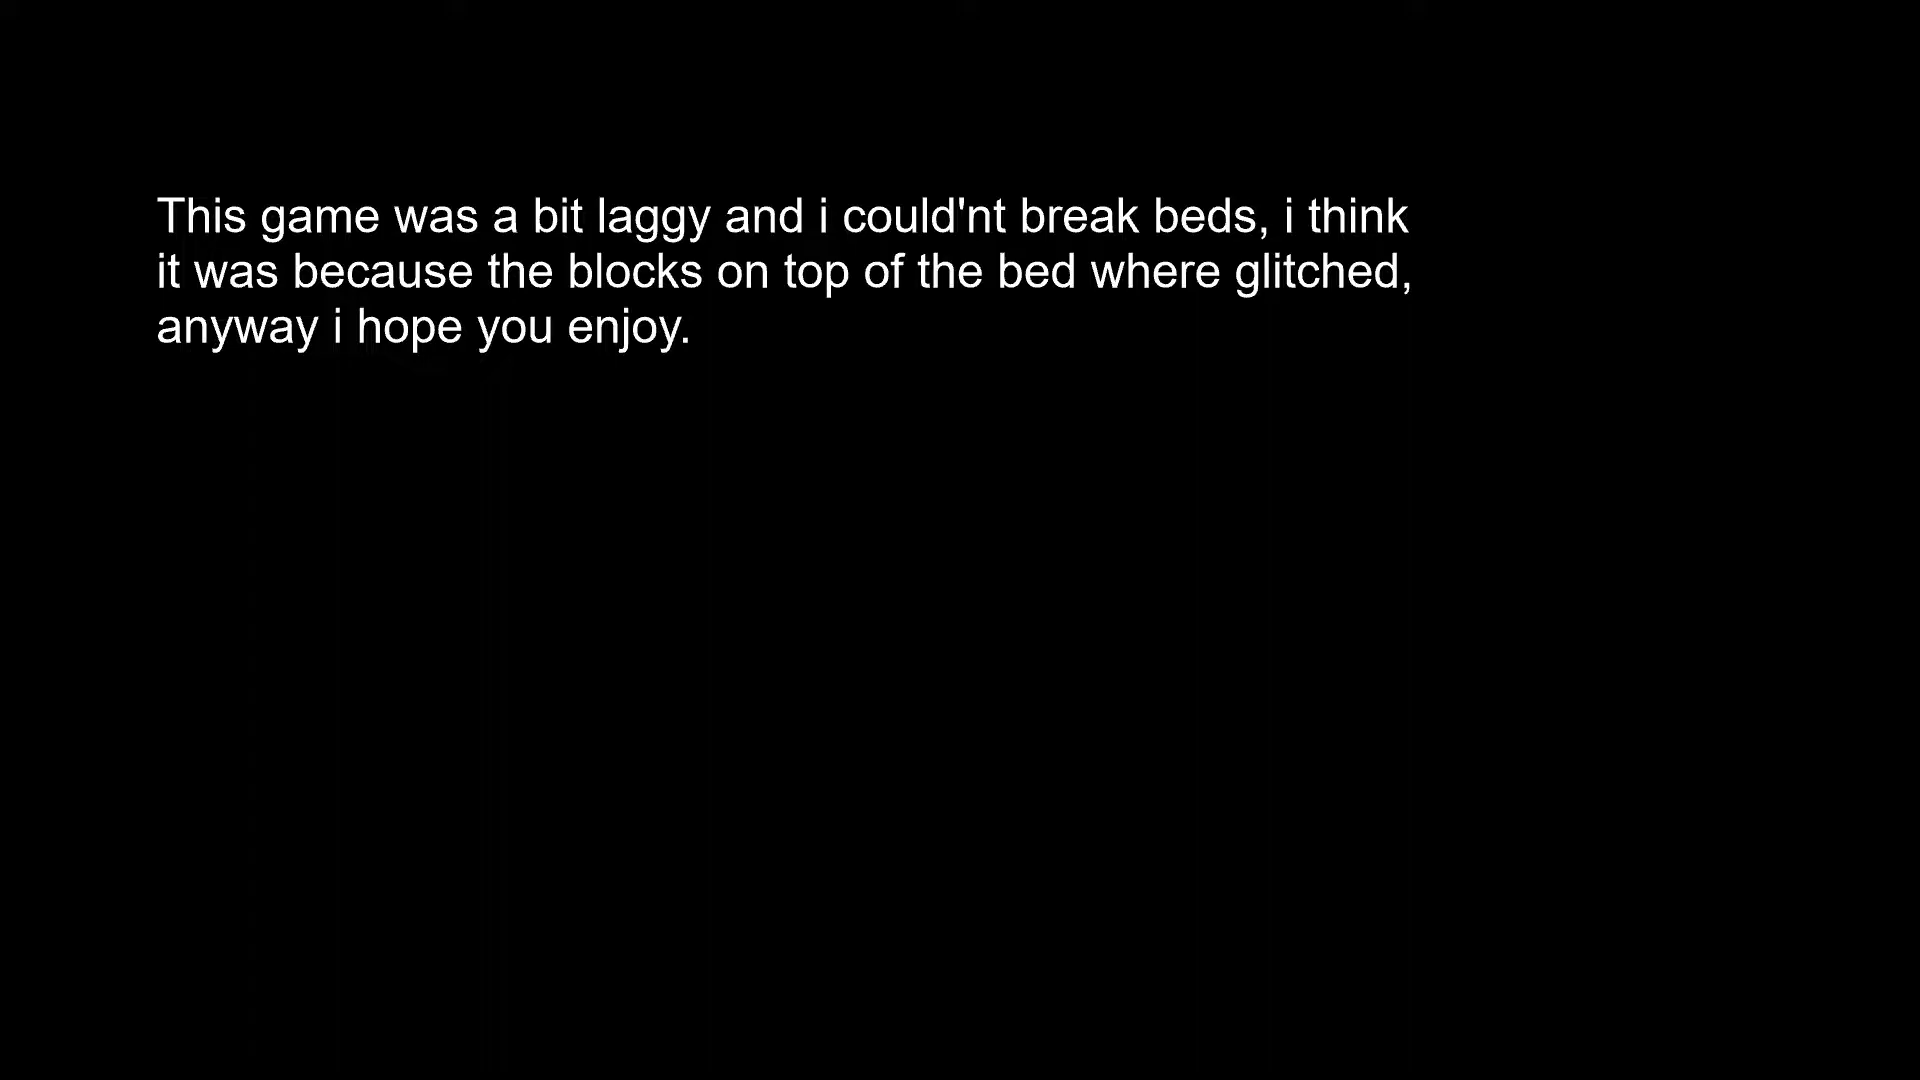 This game was a bit laggy and i could'nt break beds, i think
it was because the blocks on top of the bed where glitched,
anyway i hope you enjoy.